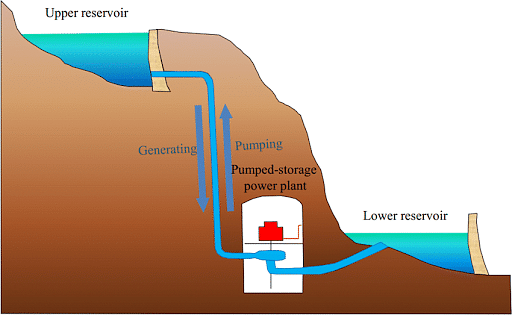 Upper reservoir
Generating
Pumping
Pumped-storage
power plant
Lower reservoir